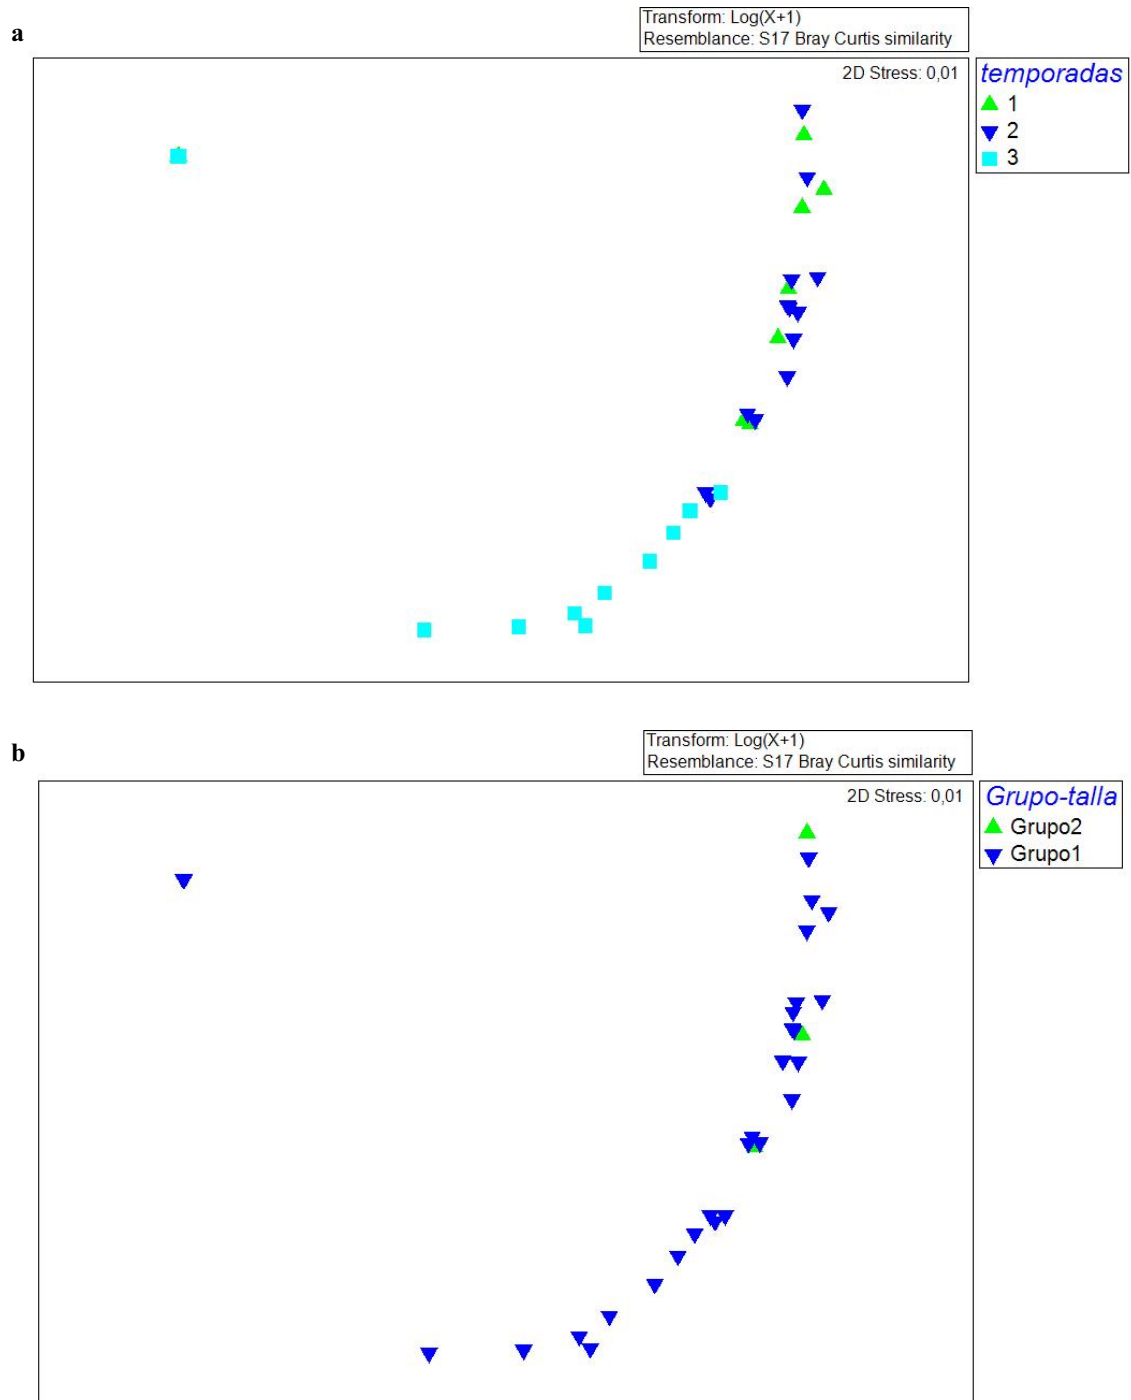 a
Transform: Log(X+1)
Resemblance: S17 Bray Curtis similarity
2D Stress: 0,01
temporadas
1
2
3
b
Transform: Log(X+1)
Resemblance: S17 Bray Curtis similarity
2D Stress: 0,01
Grupo-talla
Grupo2
Grupo1